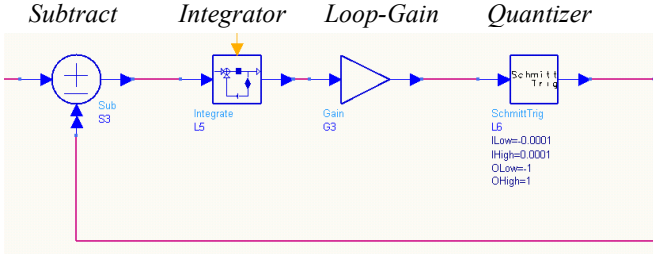 Subtract Integrator Loop-Gain Quantizer
Schmitt
Trig
Sub
S3
Integrate
L5
Gain
G3
SchmittTrig
L6
ILow=-0.0001
IHigh=0.0001
OLow=-1
OHigh=1